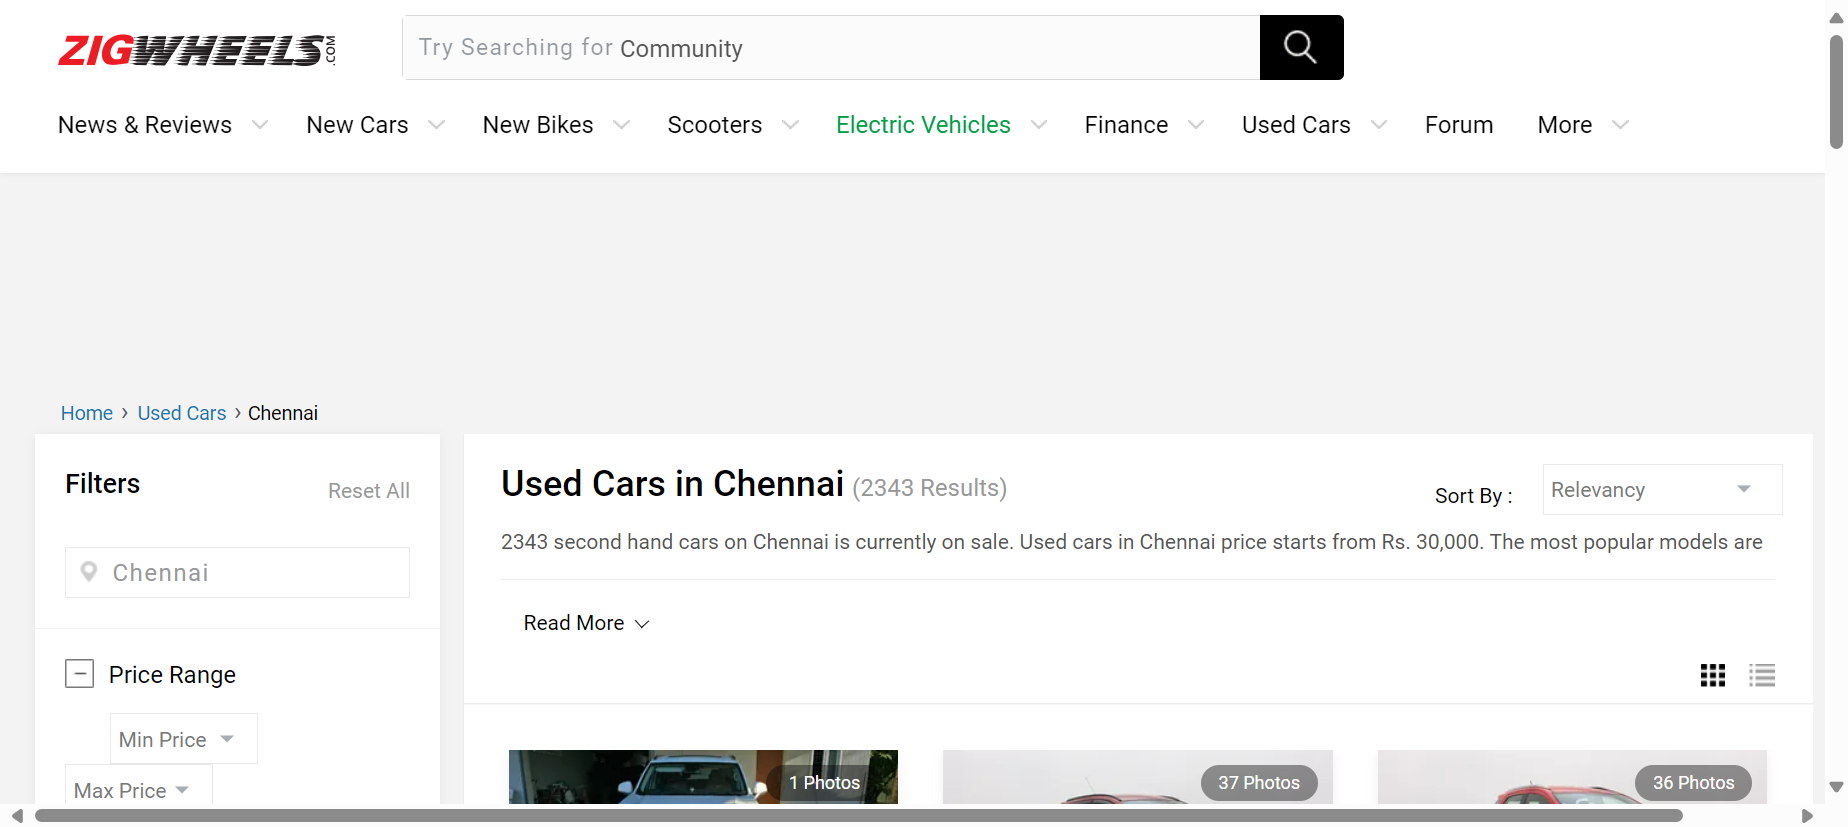 ZIGWHEELS.COM
Try Searching for Community
News & Reviews New Cars New Bikes Scooters Electric Vehicles Finance Used Cars Forum More
Home › Used Cars › Chennai
Filters
Reset All
Chennai
Price Range
Min Price
Max Price
Used Cars in Chennai (2343 Results)
Sort By : Relevancy
2343 second hand cars on Chennai is currently on sale. Used cars in Chennai price starts from Rs. 30,000. The most popular models are
Read More
1 Photos
37 Photos
36 Photos